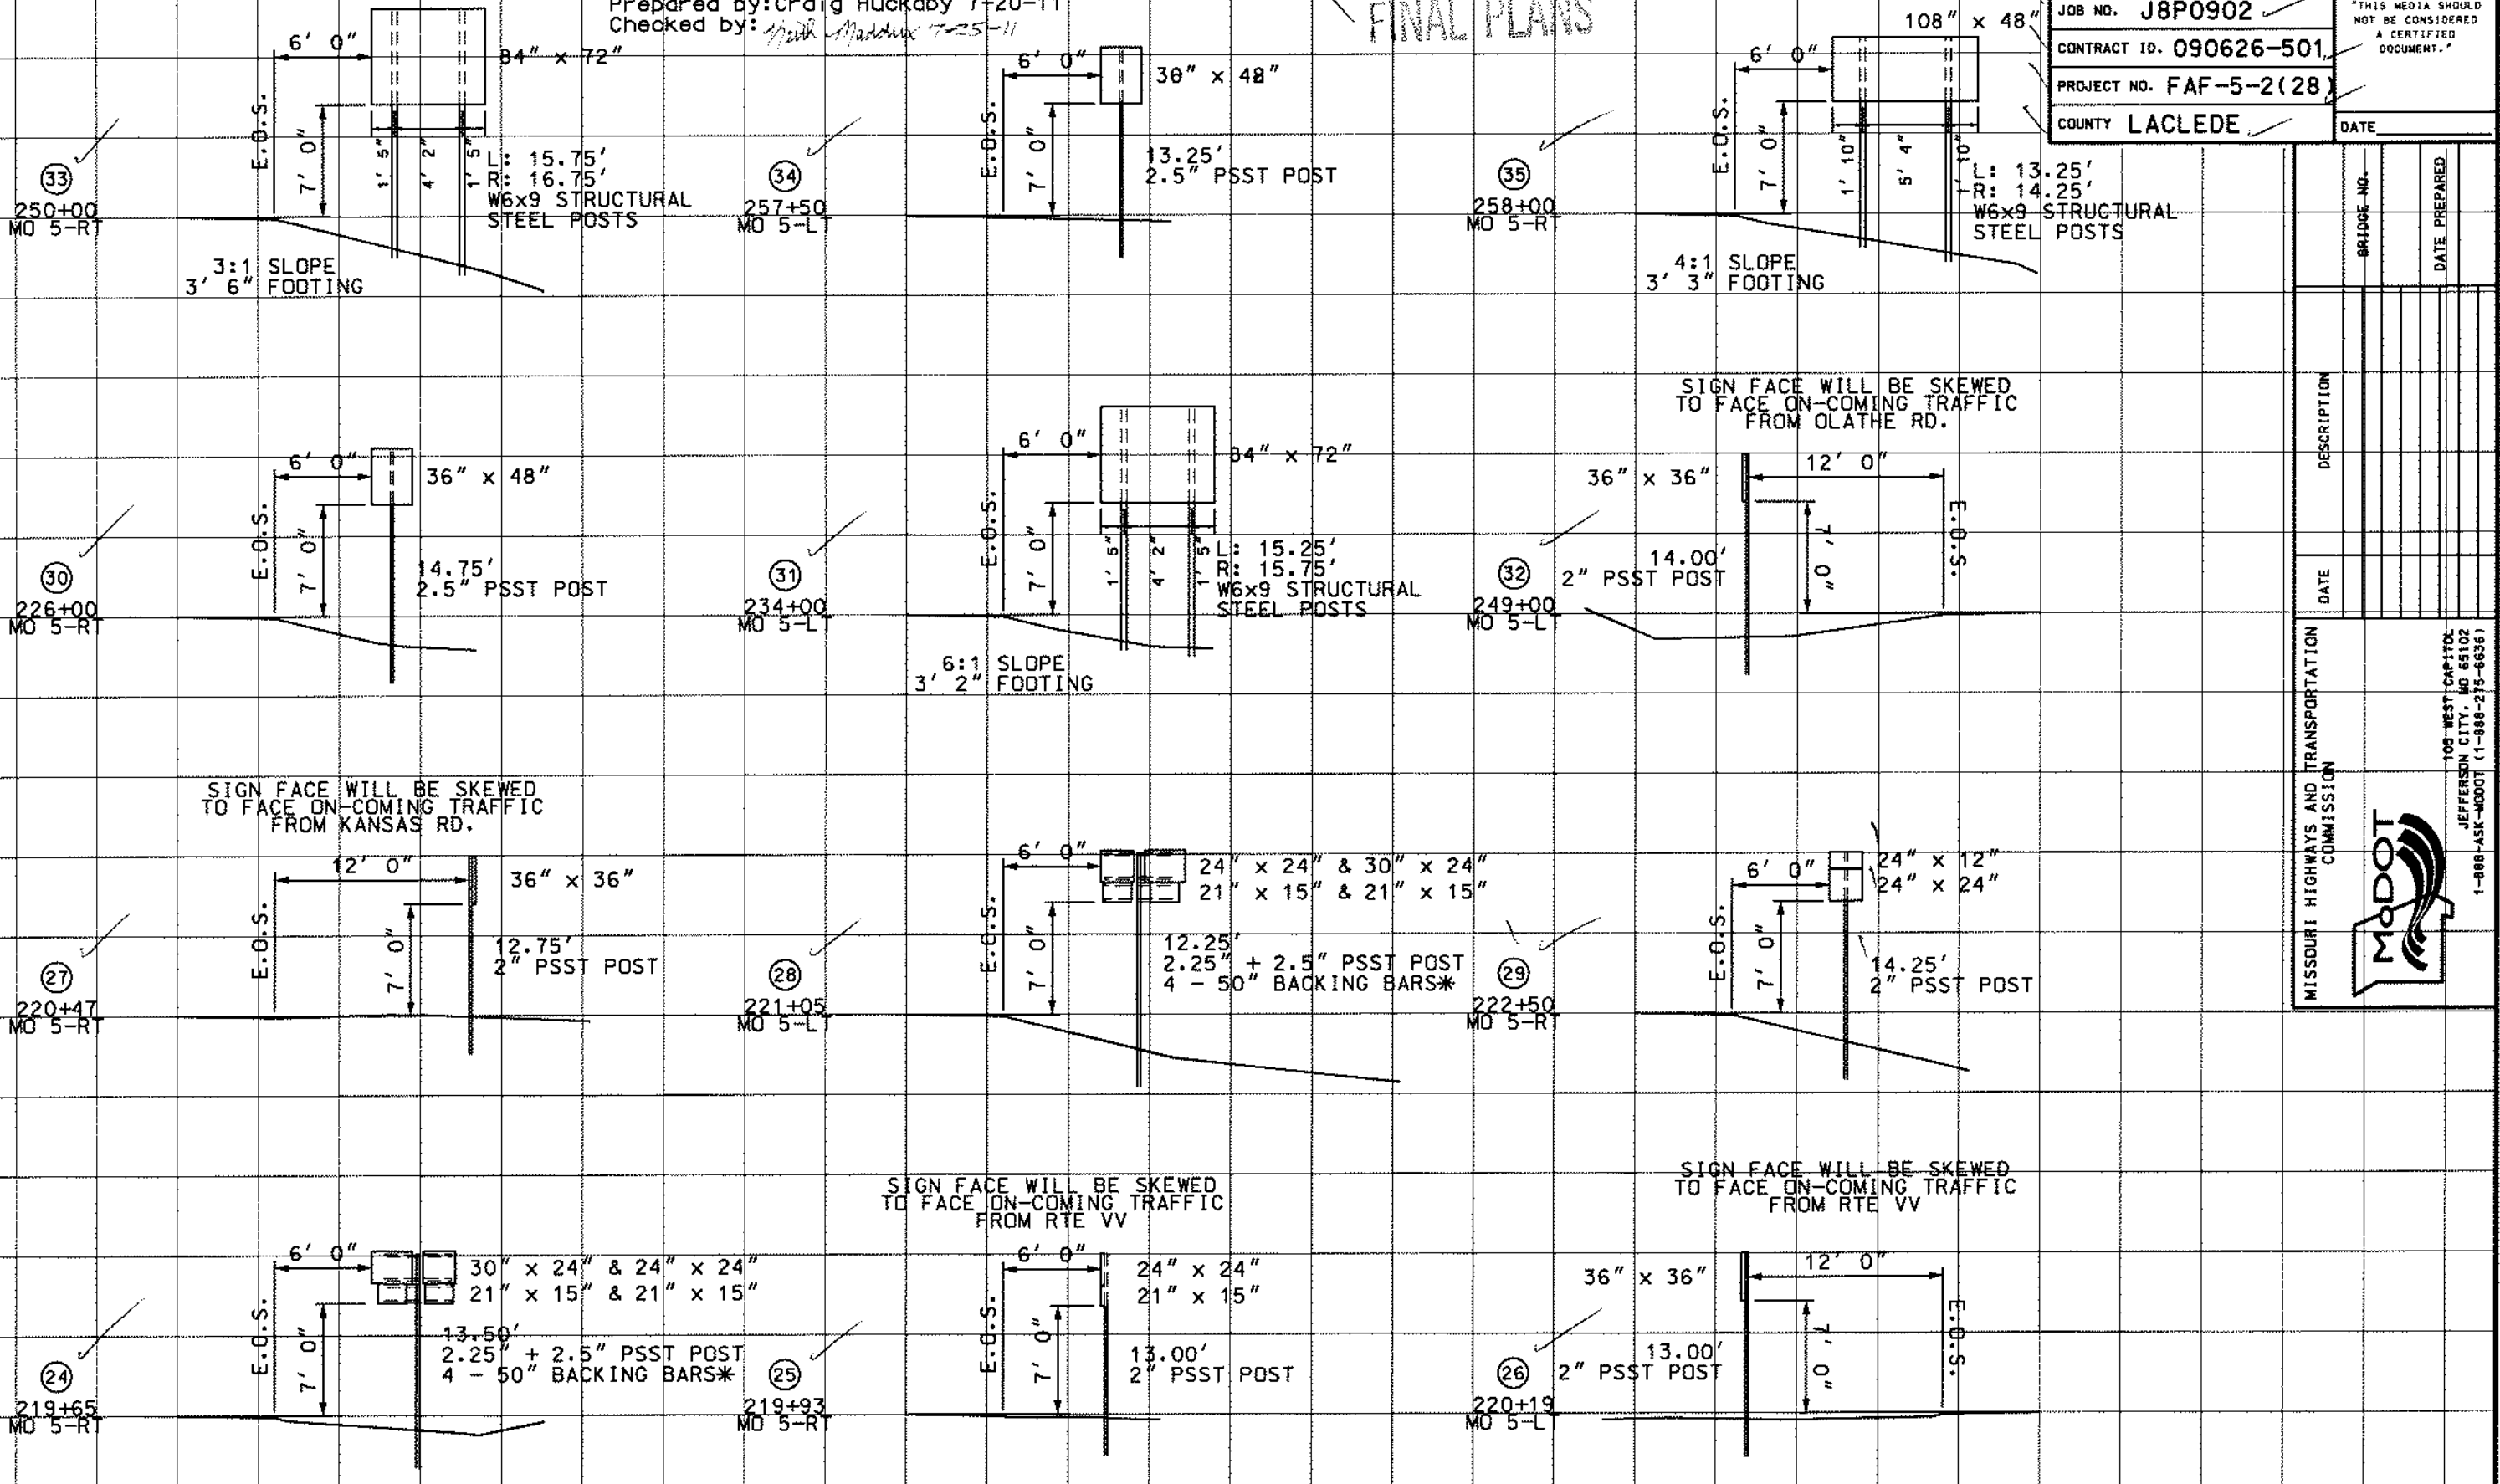 Prepared by:Craig Huckaby 7-20-11
Checked by: Keith Maddux 7-25-11
FINAL PLANS
JOB NO. J8P0902
CONTRACT ID. 090626-501
PROJECT NO. FAF-5-2(28)
COUNTY LACLEDE
"THIS MEDIA SHOULD
NOT BE CONSIDERED
A CERTIFIED
DOCUMENT."
DATE
6' 0"
84" x 72"
E.O.S.
7' 0"
1' 5"
4' 2"
1' 5"
L: 15.75'
R: 16.75'
W6x9 STRUCTURAL
STEEL POSTS
33
250+00
MO 5-RT
3:1 SLOPE
3' 6" FOOTING
6' 0"
48"
E.O.S.
7' 0"
13.25'
2.5" PSST POST
34
257+50
MO 5-LT
108" x 48"
6' 0"
E.O.S.
7' 0"
1' 10"
5' 4"
1' 10"
L: 13.25'
R: 14.25'
W6x9 STRUCTURAL
STEEL POSTS
35
258+00
MO 5-RT
4:1 SLOPE
3' 3" FOOTING
6' 0"
36" x 48"
E.O.S.
7' 0"
14.75'
2.5" PSST POST
30
226+00
MO 5-RT
6' 0"
84" x 72"
E.O.S.
7' 0"
1' 5"
4' 2"
1' 5"
L: 15.25'
R: 15.75'
W6x9 STRUCTURAL
STEEL POSTS
31
234+00
MO 5-LT
6:1 SLOPE
3' 2" FOOTING
SIGN FACE WILL BE SKEWED
TO FACE ON-COMING TRAFFIC
FROM OLATHE RD.
36" x 36"
12' 0"
E.O.S.
7' 0"
14.00'
2" PSST POST
32
249+00
MO 5-LT
SIGN FACE WILL BE SKEWED
TO FACE ON-COMING TRAFFIC
FROM KANSAS RD.
12' 0"
36" x 36"
E.O.S.
7' 0"
12.75'
2" PSST POST
27
220+47
MO 5-RT
6' 0"
24" x 24" & 30" x 24"
21" x 15" & 21" x 15"
E.O.S.
7' 0"
12.25'
2.25" + 2.5" PSST POST
4 - 50" BACKING BARS*
28
221+05
MO 5-LT
6' 0"
24" x 12"
24" x 24"
E.O.S.
7' 0"
14.25'
2" PSST POST
29
222+50
MO 5-RT
6' 0"
30" x 24" & 24" x 24"
21" x 15" & 21" x 15"
E.O.S.
7' 0"
13.50'
2.25" + 2.5" PSST POST
4 - 50" BACKING BARS*
24
219+65
MO 5-RT
SIGN FACE WILL BE SKEWED
TO FACE ON-COMING TRAFFIC
FROM RTE VV
6' 0"
24" x 24"
21" x 15"
E.O.S.
7' 0"
13.00'
2" PSST POST
25
219+93
MO 5-RT
SIGN FACE WILL BE SKEWED
TO FACE ON-COMING TRAFFIC
FROM RTE VV
36" x 36"
12' 0"
E.O.S.
7' 0"
13.00'
2" PSST POST
26
220+19
MO 5-LT
BRIDGE NO.
DATE PREPARED
DESCRIPTION
DATE
MISSOURI HIGHWAYS AND TRANSPORTATION
COMMISSION
MoDOT
105 WEST CAPITOL
JEFFERSON CITY, MO 65102
1-888-ASK-MODOT (1-888-275-6636)